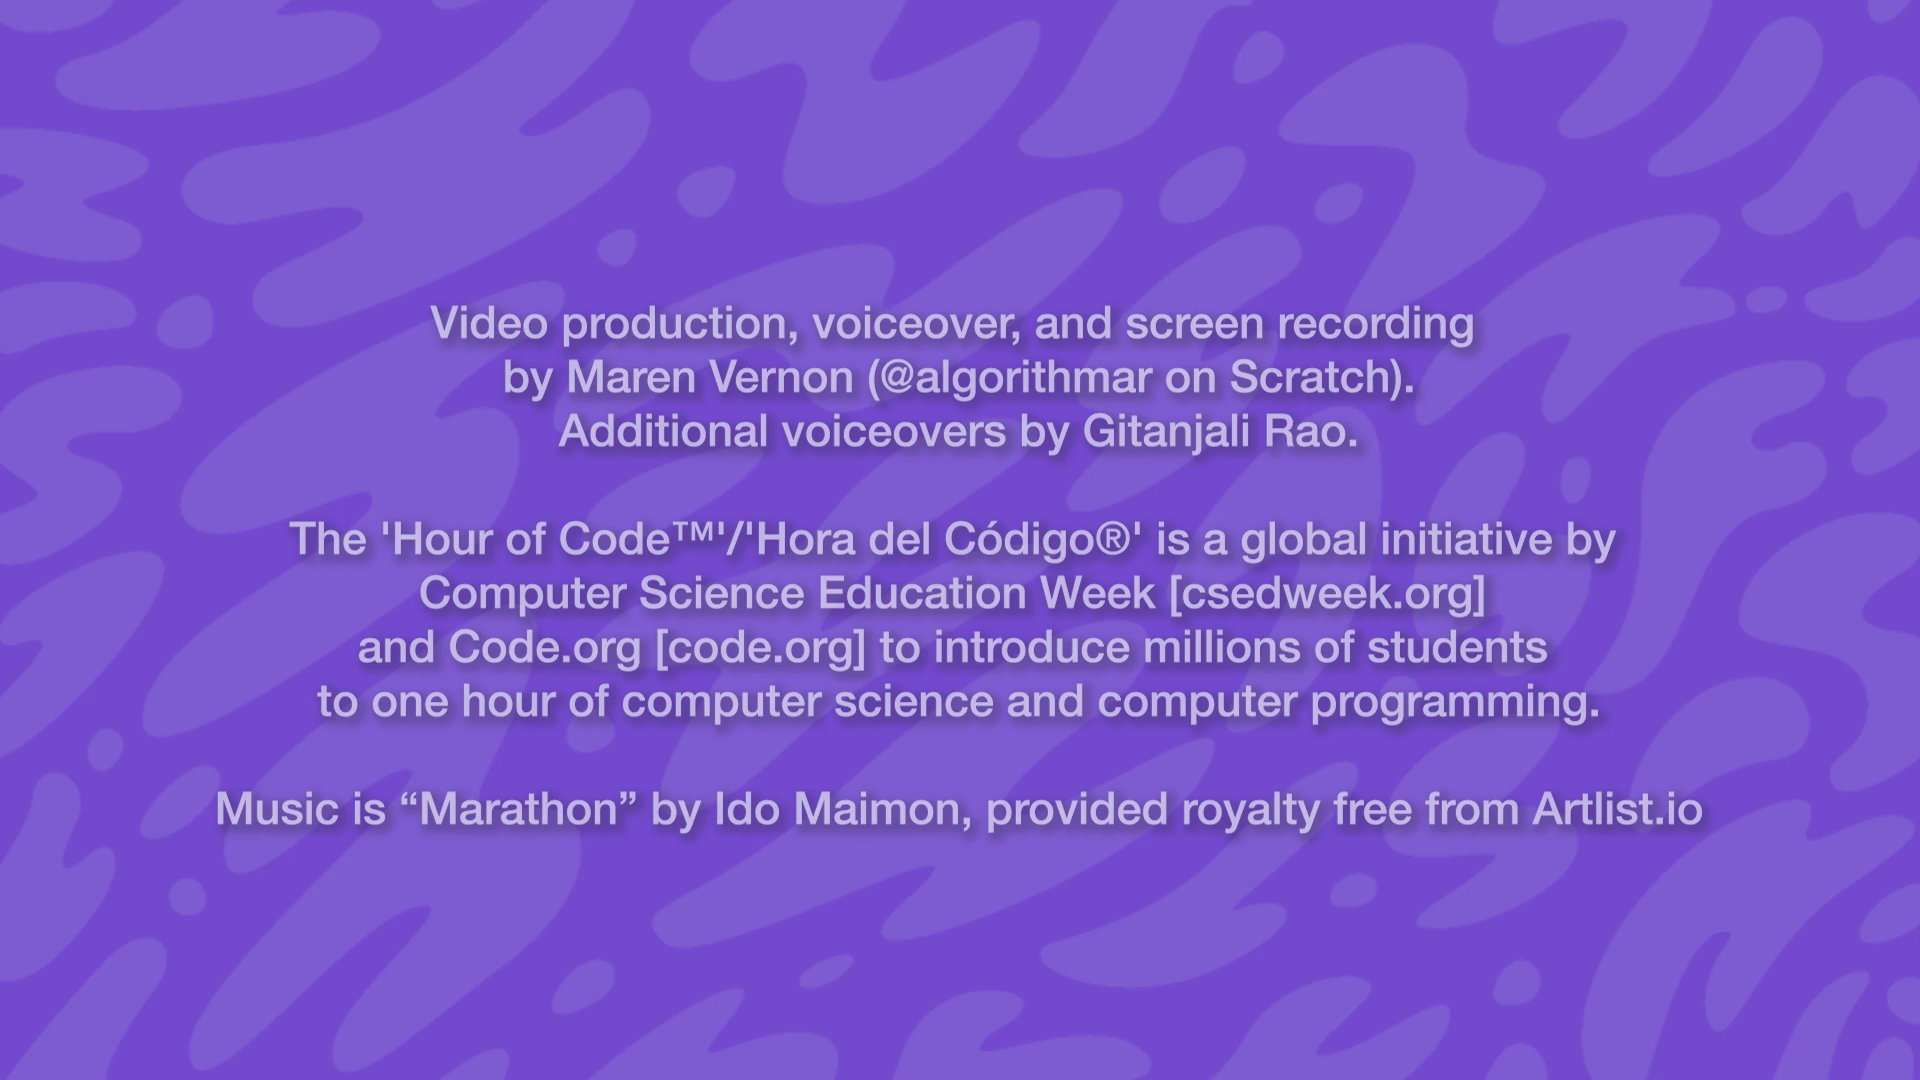 Video production, voiceover, and screen recording
by Maren Vernon (@algorithmar on Scratch).
Additional voiceovers by Gitanjali Rao.
The 'Hour of Code™'/'Hora del Código®' is a global initiative by
Computer Science Education Week [csedweek.org]
and Code.org [code.org] to introduce millions of students
to one hour of computer science and computer programming.
Music is “Marathon” by Ido Maimon, provided royalty free from Artlist.io